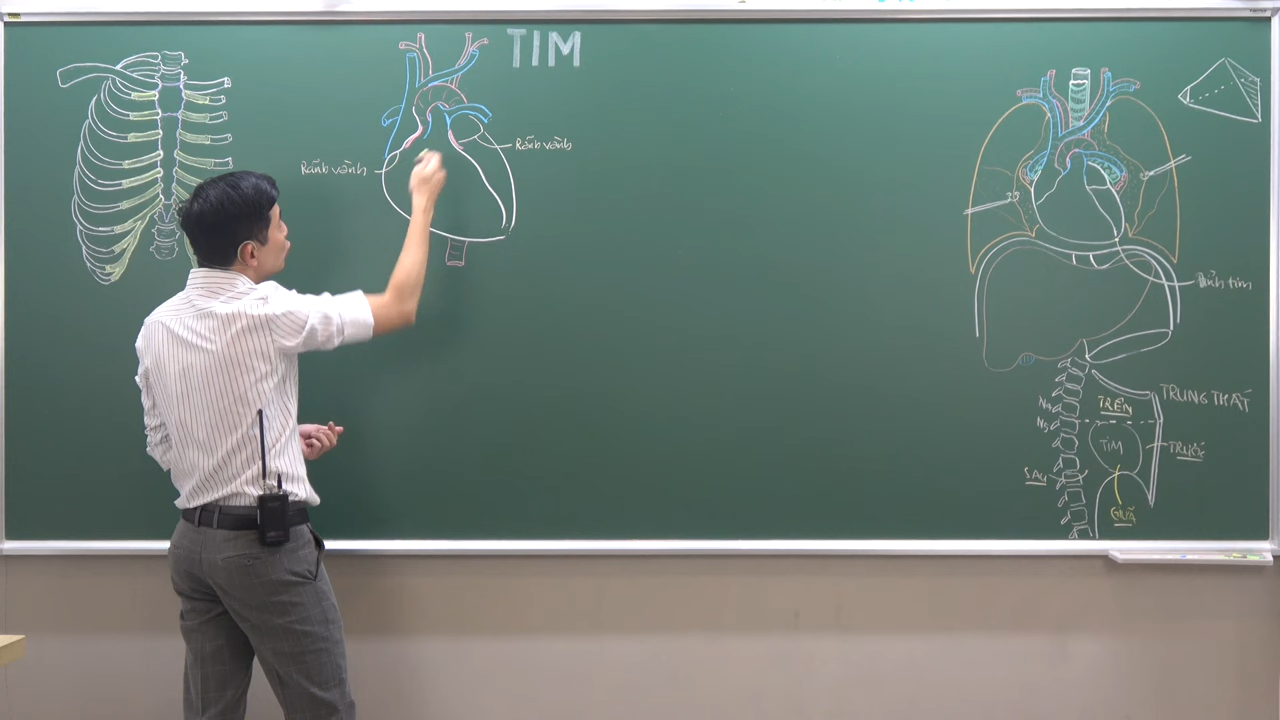 TIM
Rãnh vành
Rãnh vành
Đỉnh tim
TRUNG THẤT
TRÊN
N4
N5
TIM
TRƯỚC
SAU
GIỮA